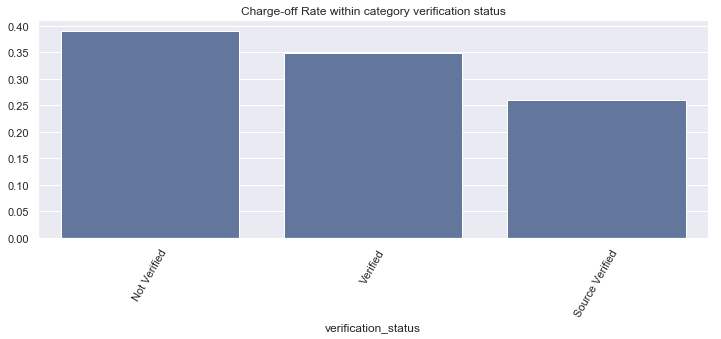 Charge-off Rate within category verification status
0.40
0.35
0.30
0.25
0.20
0.15
0.10
0.05
0.00
Not Verified
Verified
Source Verified
verification_status